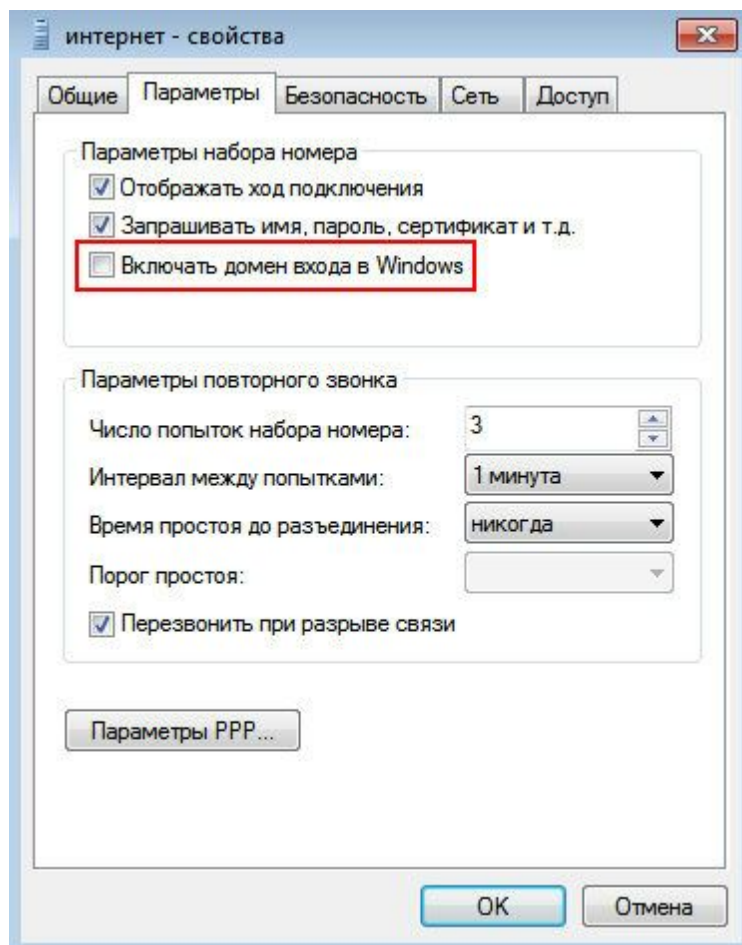 интернет - свойства
Общие Параметры Безопасность Сеть Доступ
Параметры набора номера
Отображать ход подключения
Запрашивать имя, пароль, сертификат и т.д.
Включать домен входа в Windows
Параметры повторного звонка
Число попыток набора номера: 3
Интервал между попытками: 1 минута
Время простоя до разъединения: никогда
Порог простоя:
Перезвонить при разрыве связи
Параметры PPP...
OK Отмена